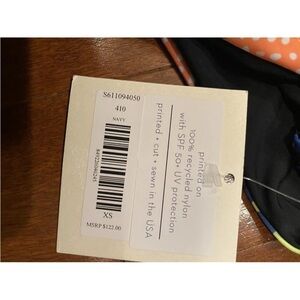 S611094050
410
NAVY
XS
MSRP $122.00
printed on
100% recycled nylon
with SPF 50+ UV protection
printed + cut + sewn in the USA